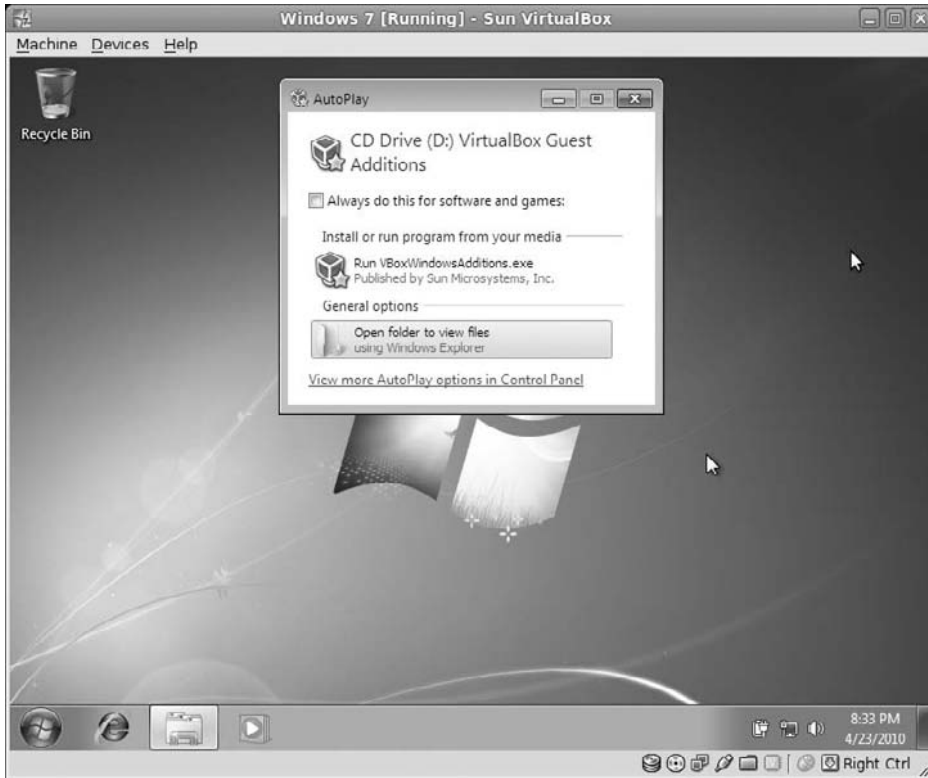 Windows 7 [Running] - Sun VirtualBox
Machine Devices Help
Recycle Bin
AutoPlay
CD Drive (D:) VirtualBox Guest
Additions
Always do this for software and games:
Install or run program from your media
Run VBoxWindowsAdditions.exe
Published by Sun Microsystems, Inc.
General options
Open folder to view files
using Windows Explorer
View more AutoPlay options in Control Panel
8:33 PM
4/23/2010
Right Ctrl